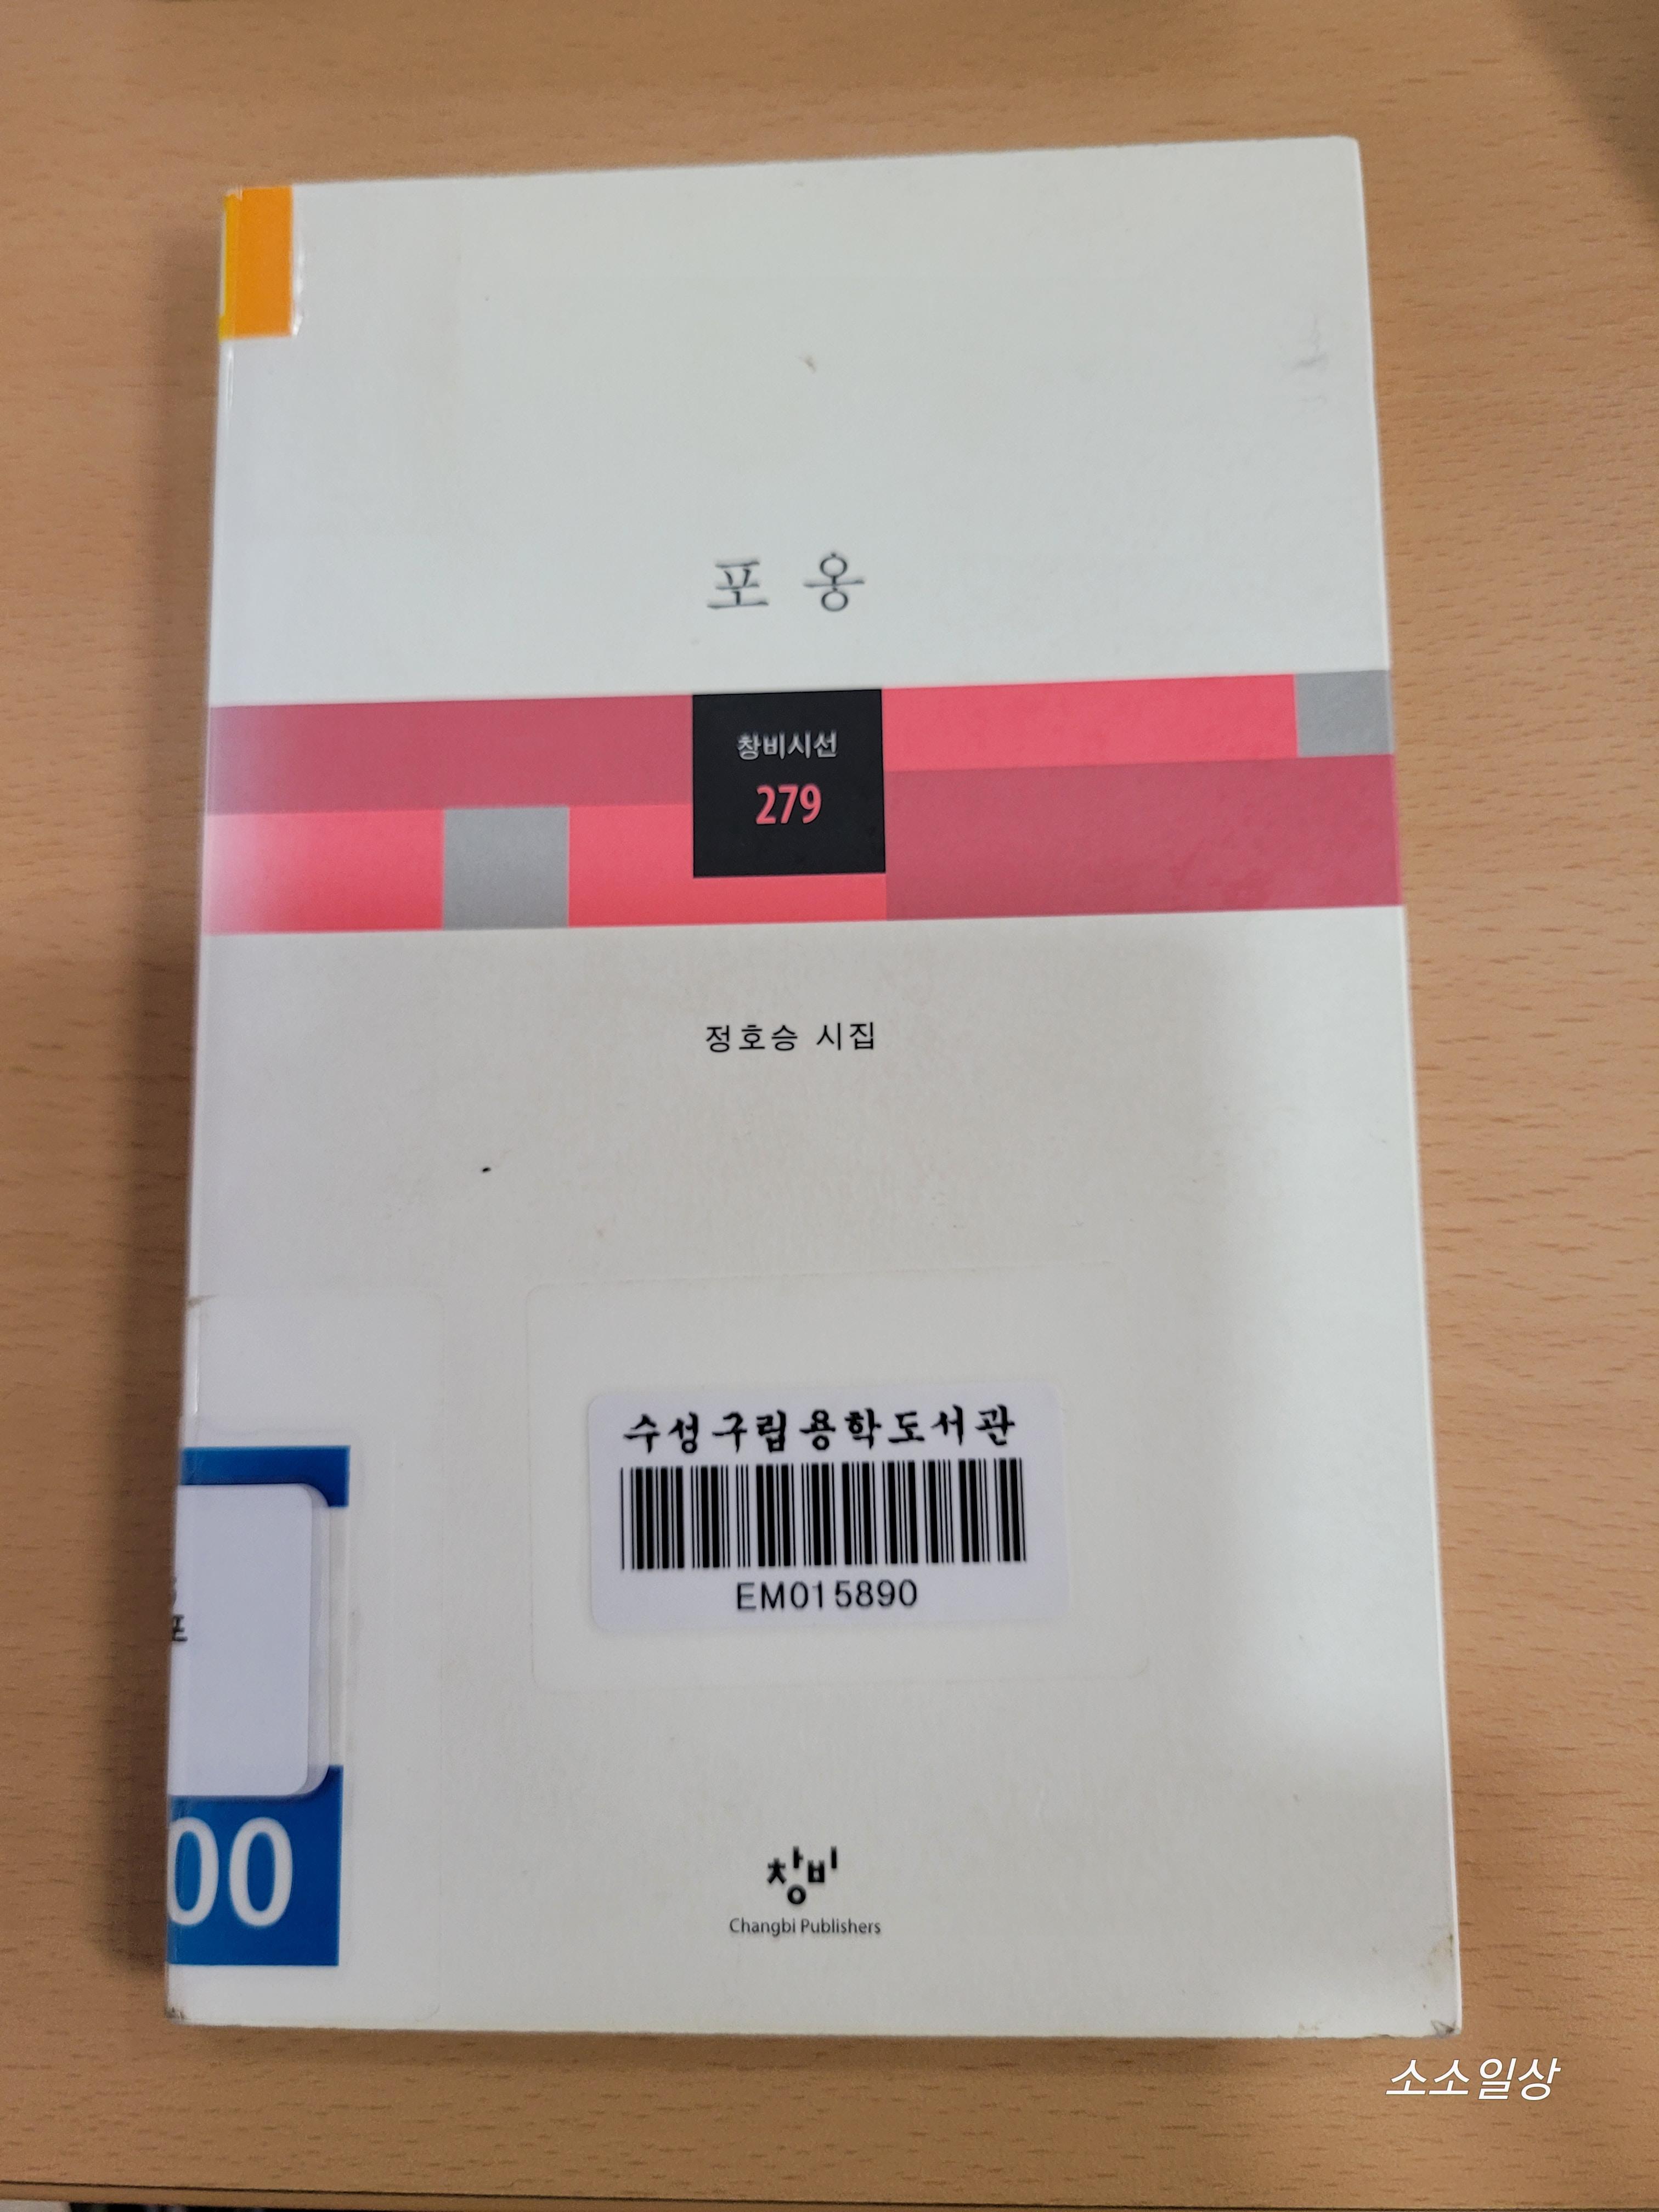 포옹
창비시선
279
정호승 시집
수성구립용학도서관
EM015890
포
00
창비
Changbi Publishers
소소일상